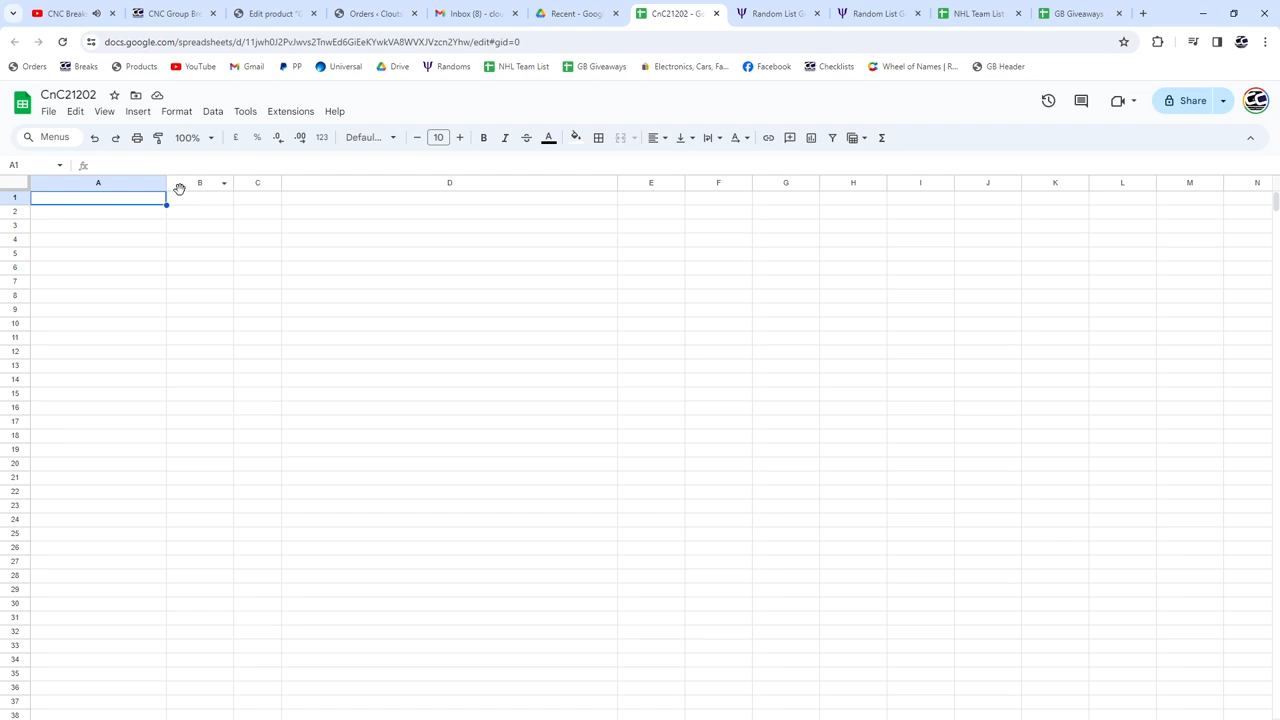 CNC Break
CNC Group Bre
Edit product "C
Orders ‹ Clouts
Inbox (8) - clou
Recent - Goog
CnC21202 - G
Random List G
Random List G
NHL Team List
GB Giveaways
docs.google.com/spreadsheets/d/11jwh0J2PvJwvs2TnwEd6GiEeKYwkVA8WVXJVzcn2Yhw/edit#gid=0
Orders Breaks Products YouTube Gmail PP Universal Drive Randoms NHL Team List GB Giveaways Electronics, Cars, Fa... Facebook Checklists Wheel of Names | R... GB Header
CnC21202
File Edit View Insert Format Data Tools Extensions Help
Share
Menus 100% £ % .0 .00 123 Defaul... 10 B I A
A1 fx
A B C D E F G H I J K L M N
1
2
3
4
5
6
7
8
9
10
11
12
13
14
15
16
17
18
19
20
21
22
23
24
25
26
27
28
29
30
31
32
33
34
35
36
37
38